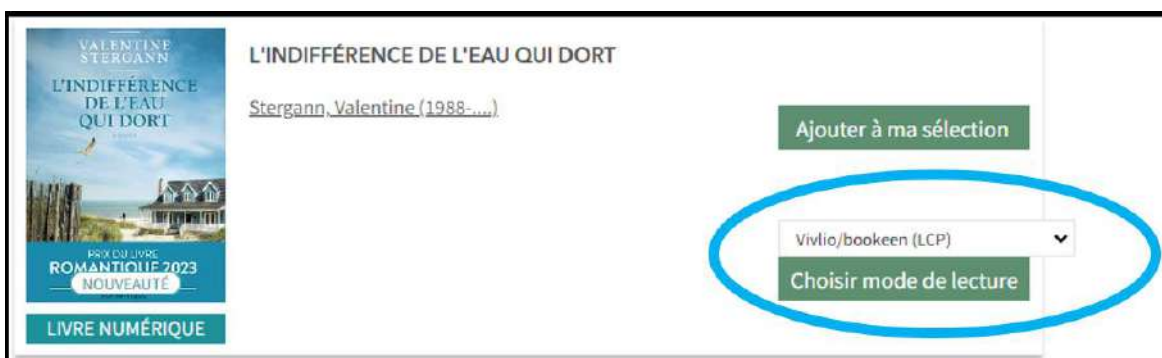 VALENTINE
STERGANN
L'INDIFFÉRENCE
DE L'EAU
QUI DORT
PRIX DU LIVRE
ROMANTIQUE 2023
NOUVEAUTÉ
LIVRE NUMÉRIQUE
L'INDIFFÉRENCE DE L'EAU QUI DORT
Stergann, Valentine (1988-....)
Ajouter à ma sélection
Vivlio/bookeen (LCP)
Choisir mode de lecture